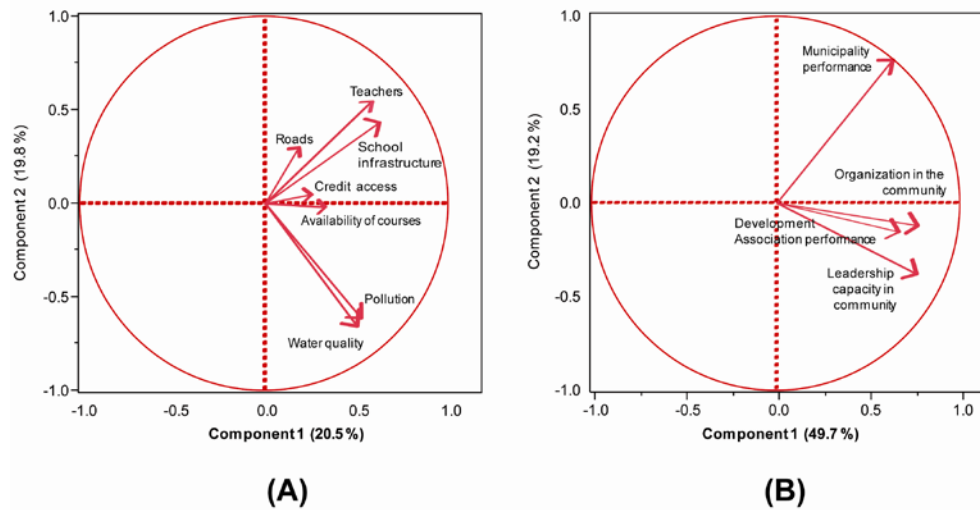 1.0
0.5
0.0
-0.5
-1.0
Component 2 (19.8%)
Teachers
Roads
School
infrastructure
Credit access
Availability of courses
Pollution
Water quality
-1.0 -0.5 0.0 0.5 1.0
Component 1 (20.5%)
(A)
1.0
0.5
0.0
-0.5
-1.0
Component 2 (19.2%)
Municipality
performance
Organization in the
community
Development
Association performance
Leadership
capacity in
community
-1.0 -0.5 0.0 0.5 1.0
Component 1 (49.7%)
(B)